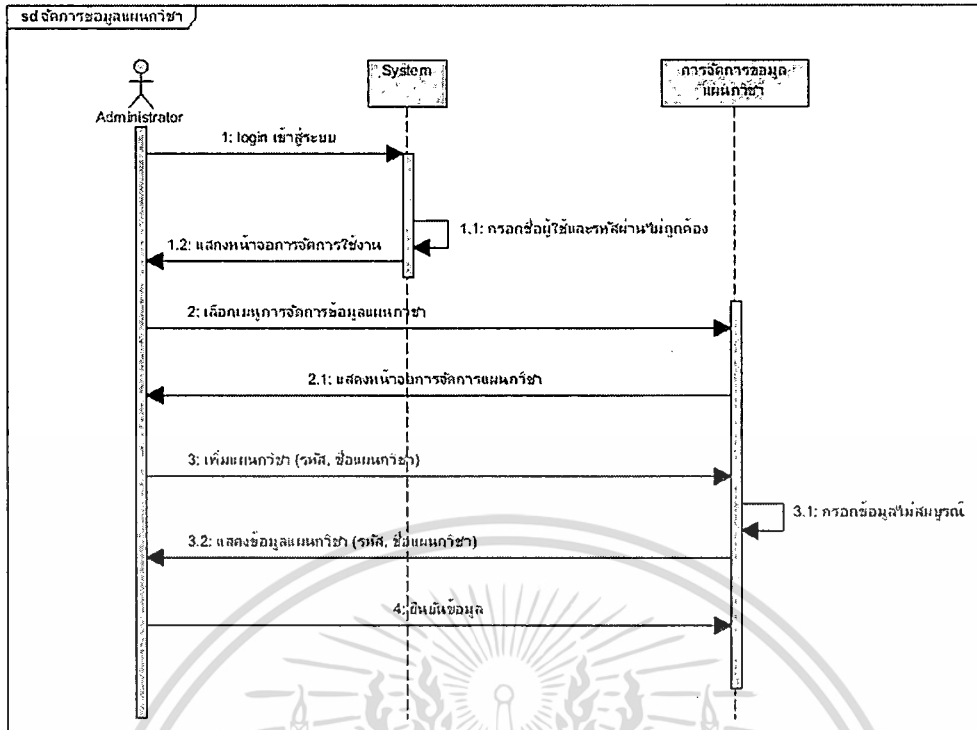 sd จัดการข้อมูลแผนกวิชา
System
การจัดการข้อมูล
แผนกวิชา
Administrator
1: login เข้าสู่ระบบ
1.1: กรอกชื่อผู้ใช้และรหัสผ่านไม่ถูกต้อง
1.2: แสดงหน้าจอการจัดการใช้งาน
2: เลือกเมนูการจัดการข้อมูลแผนกวิชา
2.1: แสดงหน้าจอการจัดการแผนกวิชา
3: เพิ่มแผนกวิชา (รหัส, ชื่อแผนกวิชา)
3.1: กรอกข้อมูลไม่สมบูรณ์
3.2: แสดงข้อมูลแผนกวิชา (รหัส, ชื่อแผนกวิชา)
4: ยืนยันข้อมูล